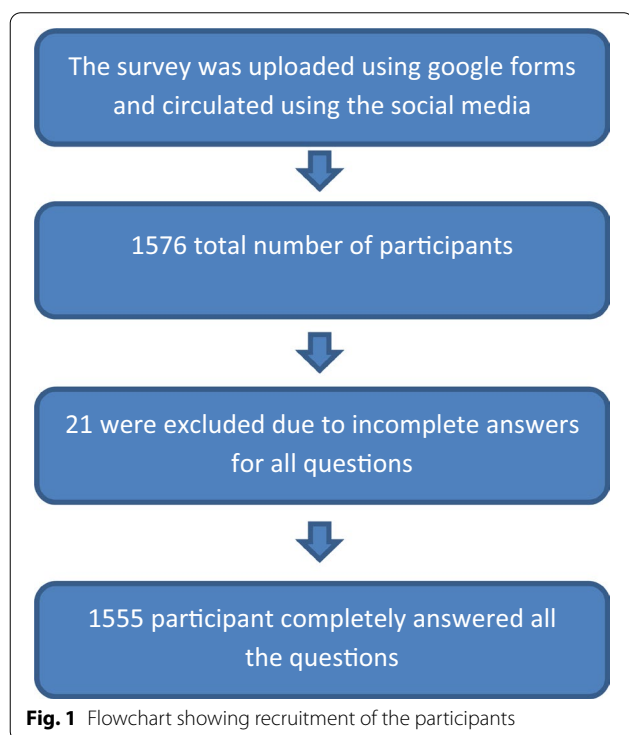 The survey was uploaded using google forms
and circulated using the social media
1576 total number of participants
21 were excluded due to incomplete answers
for all questions
1555 participant completely answered all
the questions
Fig. 1 Flowchart showing recruitment of the participants